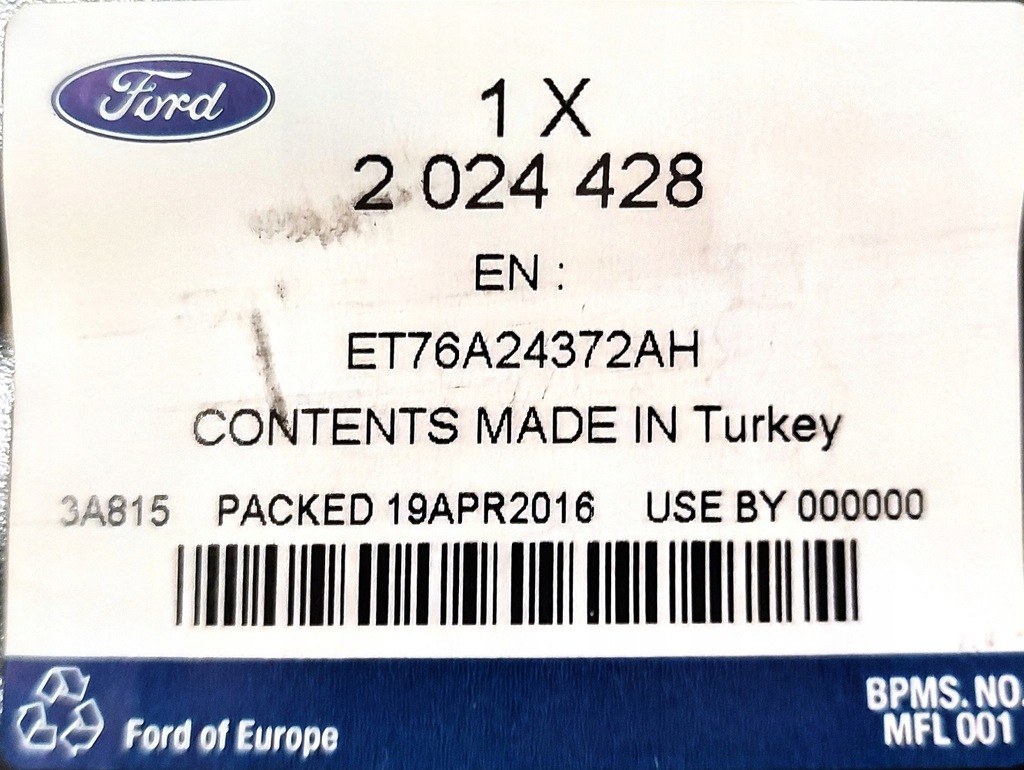 Ford
1 X
2 024 428
EN :
ET76A24372AH
CONTENTS MADE IN Turkey
3A815 PACKED 19APR2016 USE BY 000000
Ford of Europe
BPMS. NO.
MFL 001